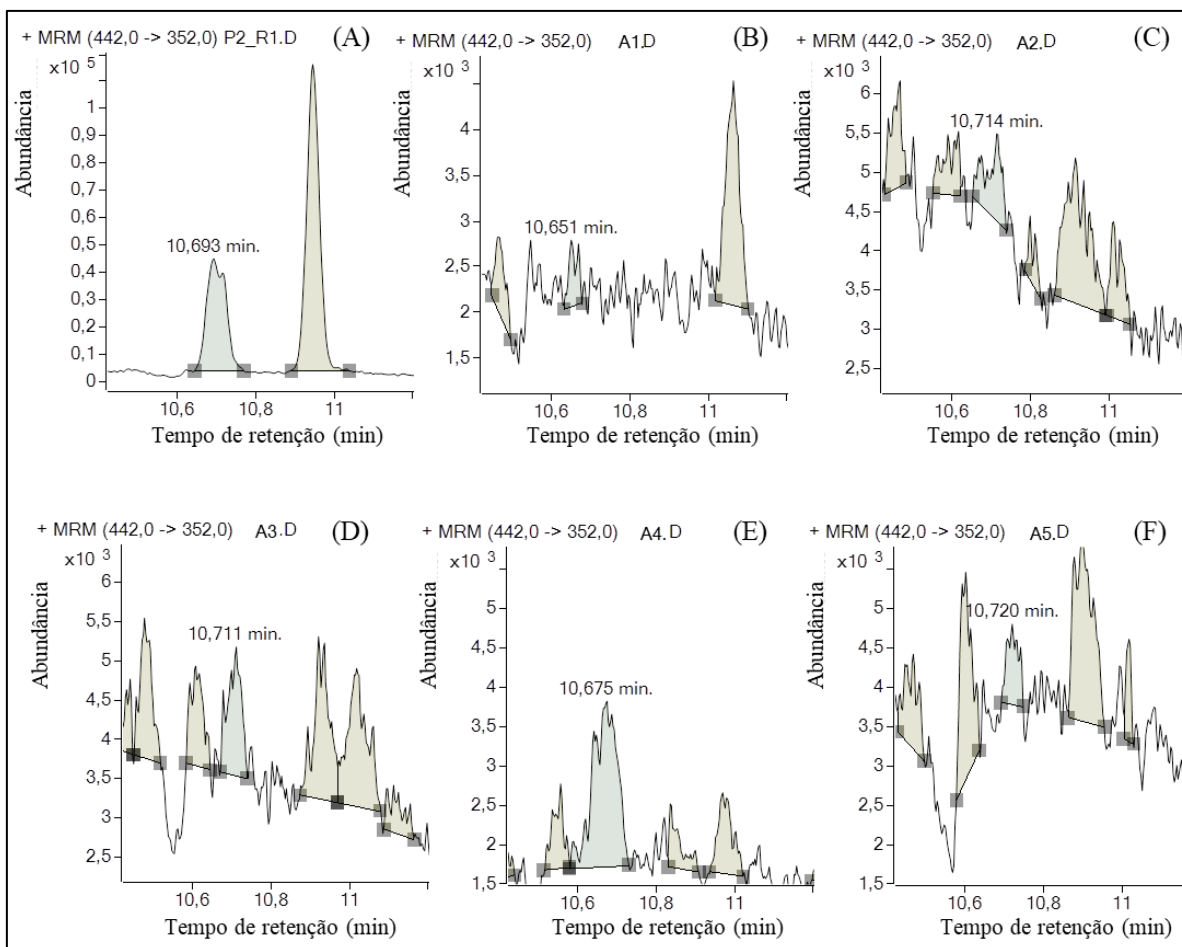 + MRM (442,0 -> 352,0) P2_R1.D (A)
x10 5
Abundância
1
0,9
0,8
0,7
0,6
0,5
0,4
0,3
0,2
0,1
0
10,693 min.
10,6 10,8 11
Tempo de retenção (min)
+ MRM (442,0 -> 352,0) A1.D (B)
x10 3
Abundância
4
3,5
3
2,5
2
1,5
10,651 min.
10,6 10,8 11
Tempo de retenção (min)
+ MRM (442,0 -> 352,0) A2.D (C)
x10 3
Abundância
6
5,5
5
4,5
4
3,5
3
2,5
10,714 min.
10,6 10,8 11
Tempo de retenção (min)
+ MRM (442,0 -> 352,0) A3.D (D)
x10 3
Abundância
6
5,5
5
4,5
4
3,5
3
2,5
10,711 min.
10,6 10,8 11
Tempo de retenção (min)
+ MRM (442,0 -> 352,0) A4.D (E)
x10 3
Abundância
5
4,5
4
3,5
3
2,5
2
1,5
10,675 min.
10,6 10,8 11
Tempo de retenção (min)
+ MRM (442,0 -> 352,0) A5.D (F)
x10 3
Abundância
5
4,5
4
3,5
3
2,5
2
1,5
10,720 min.
10,6 10,8 11
Tempo de retenção (min)